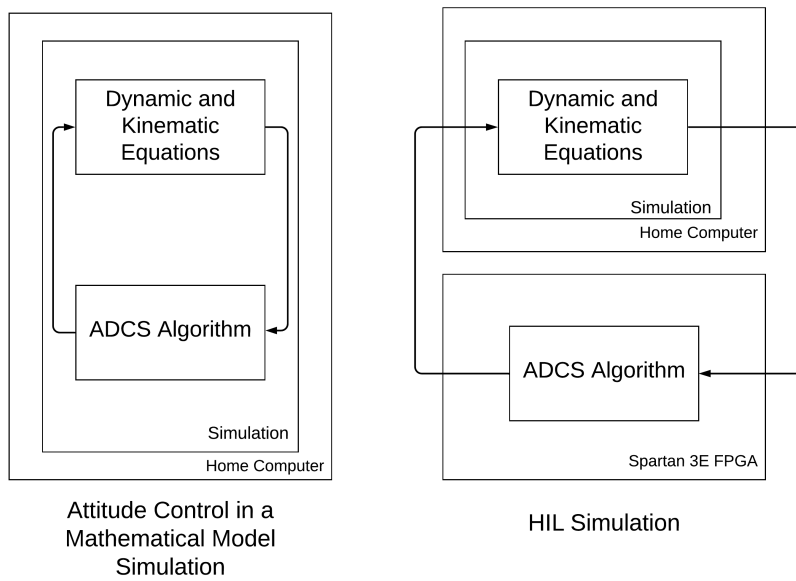 Dynamic and
Kinematic
Equations
ADCS Algorithm
Simulation
Home Computer
Attitude Control in a
Mathematical Model
Simulation
Dynamic and
Kinematic
Equations
Simulation
Home Computer
ADCS Algorithm
Spartan 3E FPGA
HIL Simulation